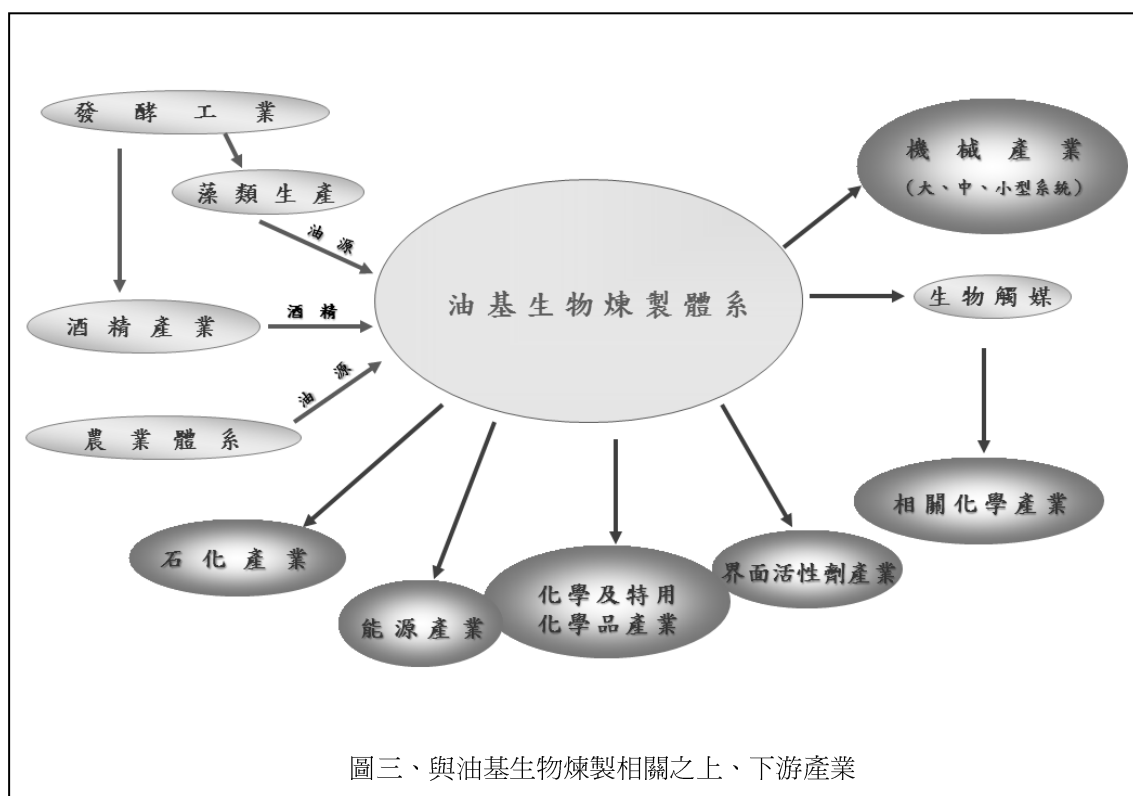 發酵工業
機械產業
(大、中、小型系統)
藻類生產
油源
油基生物煉製體系
生物觸媒
酒精產業
酒精
油源
農業體系
相關化學產業
石化產業
能源產業
化學及特用
化學品產業
界面活性劑產業
圖三、與油基生物煉製相關之上、下游產業